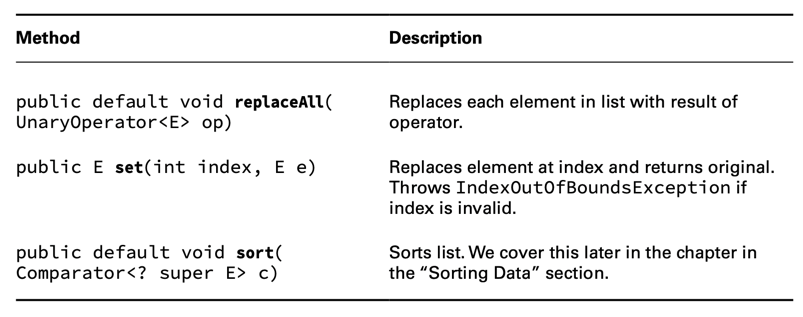 Method Description
public default void replaceAll( Replaces each element in list with result of
UnaryOperator<E> op) operator.
public E set(int index, E e) Replaces element at index and returns original.
Throws IndexOutOfBoundsException if
index is invalid.
public default void sort( Sorts list. We cover this later in the chapter in
Comparator<? super E> c) the “Sorting Data” section.